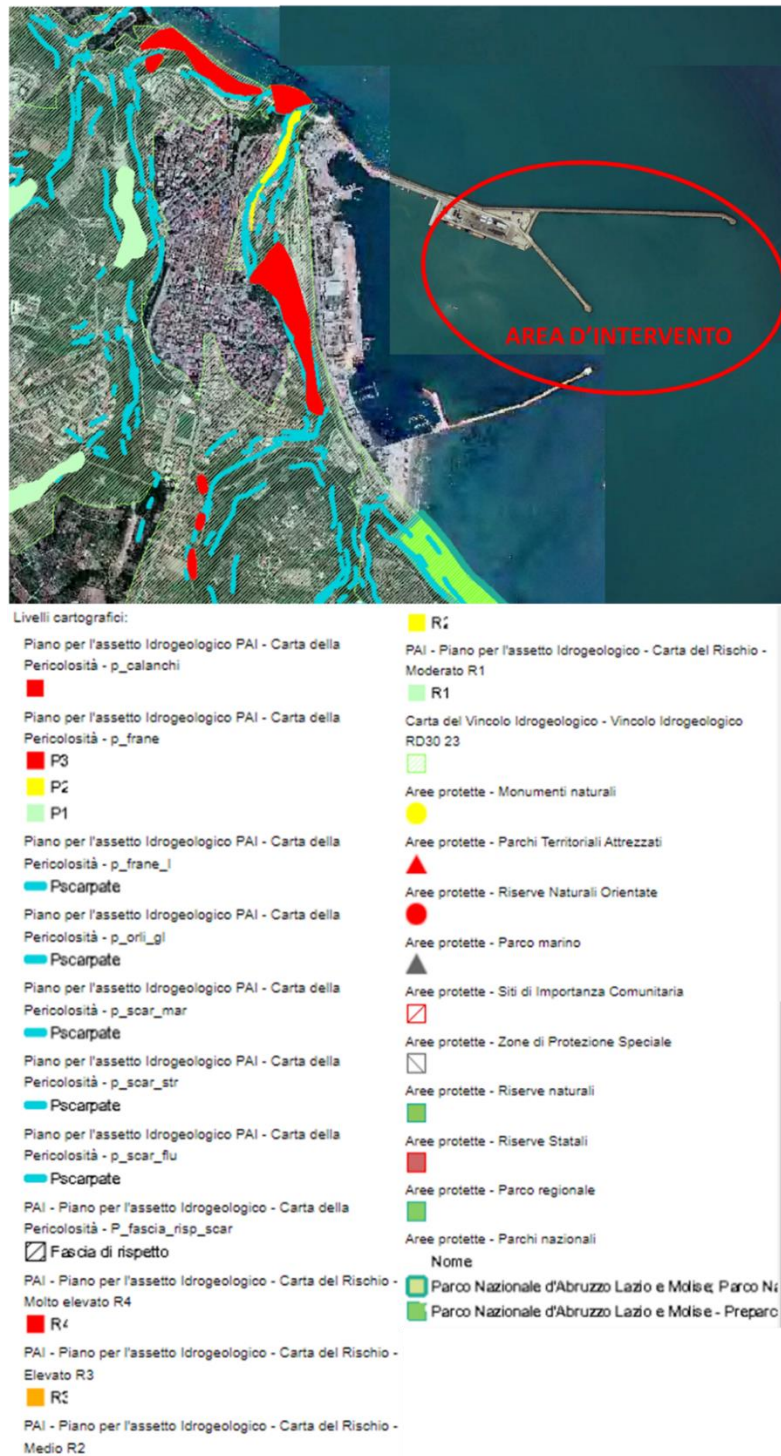 AREA D'INTERVENTO
Livelli cartografici:
Piano per l'assetto Idrogeologico PAI - Carta della
Pericolosità - p_calanchi
Piano per l'assetto Idrogeologico PAI - Carta della
Pericolosità - p_frane
P3
P2
P1
Piano per l'assetto Idrogeologico PAI - Carta della
Pericolosità - p_frane_l
Pscarpate
Piano per l'assetto Idrogeologico PAI - Carta della
Pericolosità - p_orli_gl
Pscarpate
Piano per l'assetto Idrogeologico PAI - Carta della
Pericolosità - p_scar_mar
Pscarpate
Piano per l'assetto Idrogeologico PAI - Carta della
Pericolosità - p_scar_str
Pscarpate
Piano per l'assetto Idrogeologico PAI - Carta della
Pericolosità - p_scar_flu
Pscarpate
PAI - Piano per l'assetto Idrogeologico - Carta della
Pericolosità - P_fascia_risp_scar
Fascia di rispetto
PAI - Piano per l'assetto Idrogeologico - Carta del Rischio -
Molto elevato R4
R4
PAI - Piano per l'assetto Idrogeologico - Carta del Rischio -
Elevato R3
R3
PAI - Piano per l'assetto Idrogeologico - Carta del Rischio -
Medio R2
R2
PAI - Piano per l'assetto Idrogeologico - Carta del Rischio -
Moderato R1
R1
Carta del Vincolo Idrogeologico - Vincolo Idrogeologico
RD30 23
Aree protette - Monumenti naturali
Aree protette - Parchi Territoriali Attrezzati
Aree protette - Riserve Naturali Orientate
Aree protette - Parco marino
Aree protette - Siti di Importanza Comunitaria
Aree protette - Zone di Protezione Speciale
Aree protette - Riserve naturali
Aree protette - Riserve Statali
Aree protette - Parco regionale
Aree protette - Parchi nazionali
Nome
Parco Nazionale d'Abruzzo Lazio e Molise; Parco Na
Parco Nazionale d'Abruzzo Lazio e Molise - Preparc